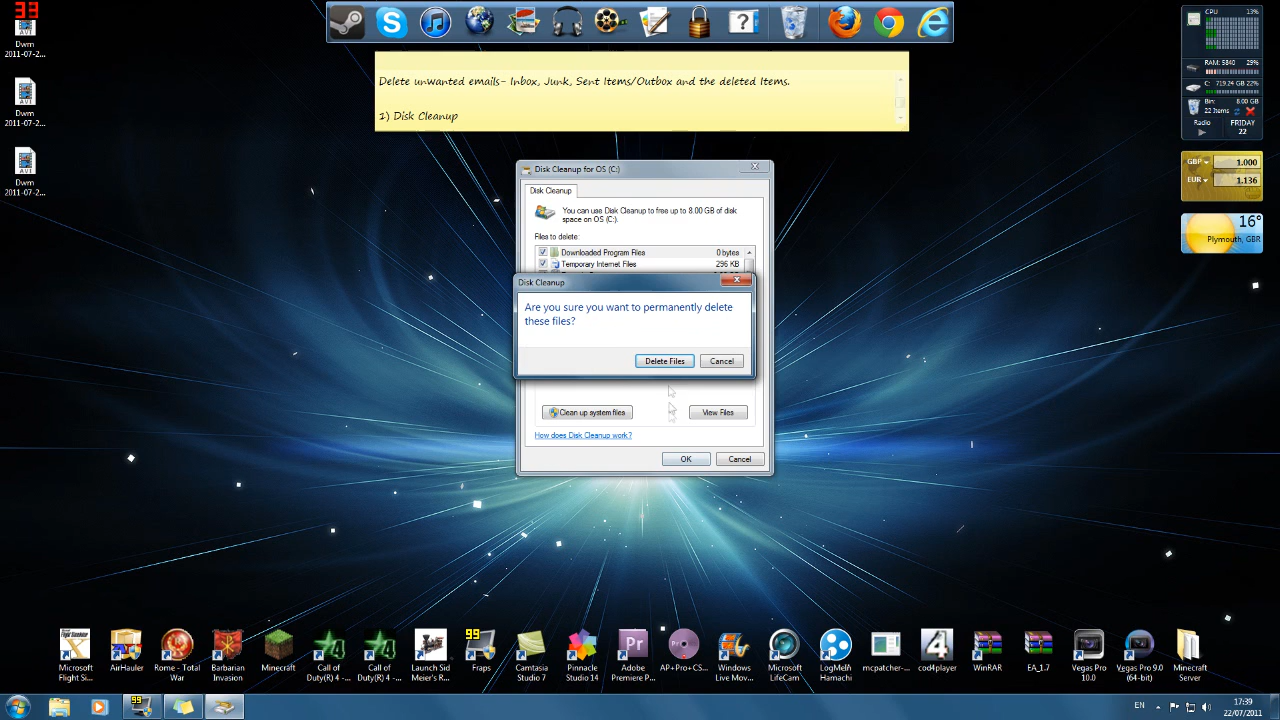 33
Dwm
2011-07-2...
Dwm
2011-07-2...
Dwm
2011-07-2...
Delete unwanted emails- Inbox, Junk, Sent Items/Outbox and the deleted Items.
1) Disk Cleanup
CPU: 13%
RAM: 5840 29%
C: 719.24 GB 22%
Bin: 8.00 GB
22 Items
Radio FRIDAY
22
GBP 1.000
EUR 1.136
16°
Plymouth, GBR
Disk Cleanup for OS (C:)
Disk Cleanup
You can use Disk Cleanup to free up to 8.00 GB of disk
space on OS (C:).
Files to delete:
Downloaded Program Files 0 bytes
Temporary Internet Files 296 KB
Disk Cleanup
Are you sure you want to permanently delete
these files?
Delete Files Cancel
Clean up system files View Files
How does Disk Cleanup work?
OK Cancel
Microsoft
Flight Si...
AirHauler
Rome - Total
War
Barbarian
Invasion
Minecraft
Call of
Duty(R) 4 -...
Call of
Duty(R) 4 -...
Launch Sid
Meier's R...
99
Fraps
Camtasia
Studio 7
Pinnacle
Studio 14
Adobe
Premiere P...
AP+Pro+CS...
Windows
Live Mov...
Microsoft
LifeCam
LogMeIn
Hamachi
mcpatcher-...
cod4player
WinRAR
EA_1.7
Vegas Pro
10.0
Vegas Pro 9.0
(64-bit)
Minecraft
Server
99
EN
17:39
22/07/2011